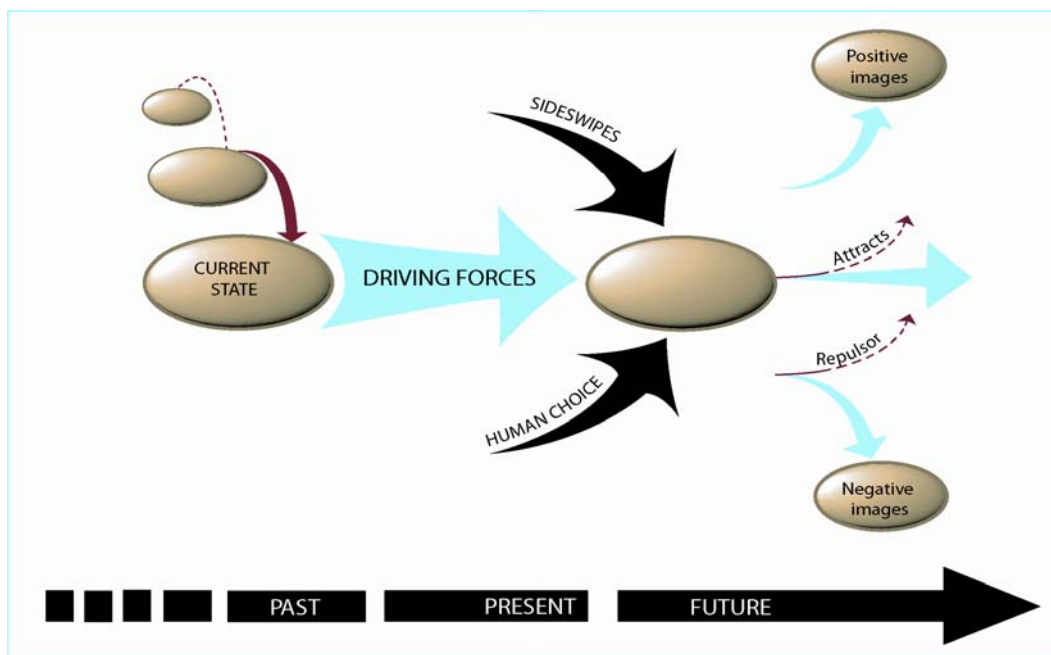 Positive
images
SIDESWIPES
CURRENT
STATE
DRIVING FORCES
Attracts
Repulsor
HUMAN CHOICE
Negative
images
PAST
PRESENT
FUTURE